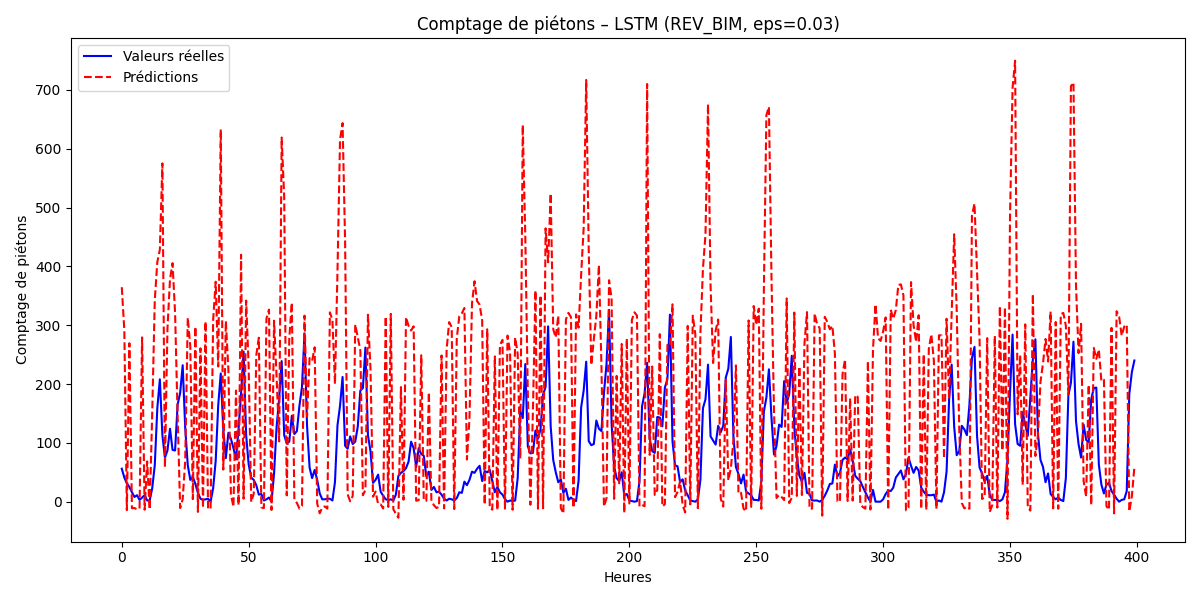 Comptage de piétons – LSTM (REV_BIM, eps=0.03)
Valeurs réelles
Prédictions
Comptage de piétons
700
600
500
400
300
200
100
0
0 50 100 150 200 250 300 350 400
Heures